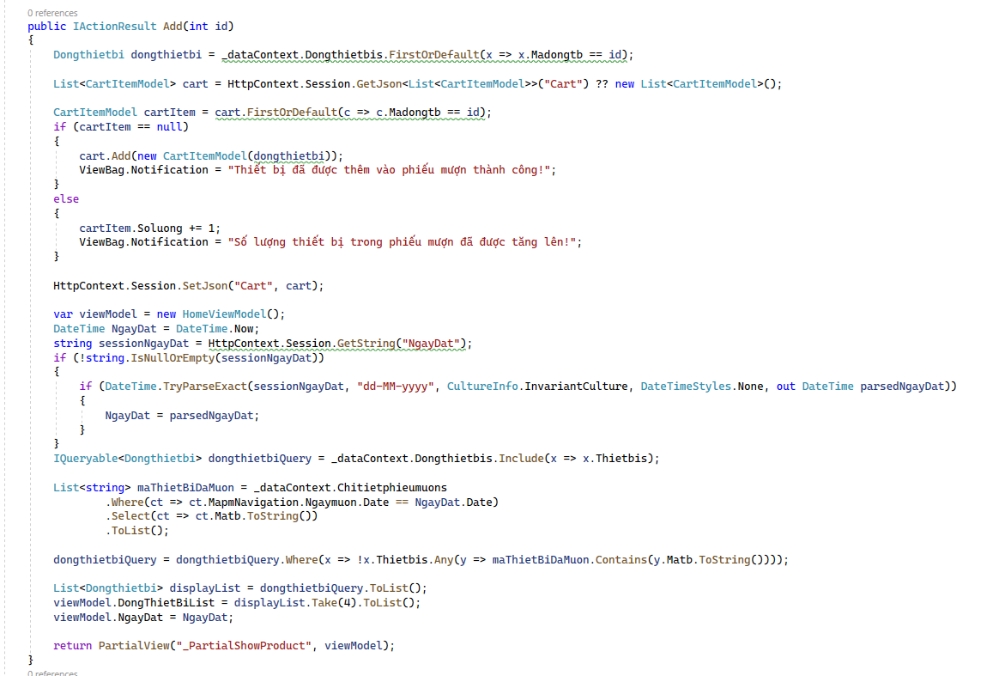 0 references
public IActionResult Add(int id)
{
    Dongthietbi dongthietbi = _dataContext.Dongthietbis.FirstOrDefault(x => x.Madongtb == id);

    List<CartItemModel> cart = HttpContext.Session.GetJson<List<CartItemModel>>("Cart") ?? new List<CartItemModel>();

    CartItemModel cartItem = cart.FirstOrDefault(c => c.Madongtb == id);
    if (cartItem == null)
    {
        cart.Add(new CartItemModel(dongthietbi));
        ViewBag.Notification = "Thiết bị đã được thêm vào phiếu mượn thành công!";
    }
    else
    {
        cartItem.Soluong += 1;
        ViewBag.Notification = "Số lượng thiết bị trong phiếu mượn đã được tăng lên!";
    }

    HttpContext.Session.SetJson("Cart", cart);

    var viewModel = new HomeViewModel();
    DateTime NgayDat = DateTime.Now;
    string sessionNgayDat = HttpContext.Session.GetString("NgayDat");
    if (!string.IsNullOrEmpty(sessionNgayDat))
    {
        if (DateTime.TryParseExact(sessionNgayDat, "dd-MM-yyyy", CultureInfo.InvariantCulture, DateTimeStyles.None, out DateTime parsedNgayDat))
        {
            NgayDat = parsedNgayDat;
        }
    }
    IQueryable<Dongthietbi> dongthietbiQuery = _dataContext.Dongthietbis.Include(x => x.Thietbis);

    List<string> maThietBiDaMuon = _dataContext.Chitietphieumuons
            .Where(ct => ct.MapmNavigation.Ngaymuon.Date == NgayDat.Date)
            .Select(ct => ct.Matb.ToString())
            .ToList();

    dongthietbiQuery = dongthietbiQuery.Where(x => !x.Thietbis.Any(y => maThietBiDaMuon.Contains(y.Matb.ToString())));

    List<Dongthietbi> displayList = dongthietbiQuery.ToList();
    viewModel.DongThietBiList = displayList.Take(4).ToList();
    viewModel.NgayDat = NgayDat;

    return PartialView("_PartialShowProduct", viewModel);
}
0 references